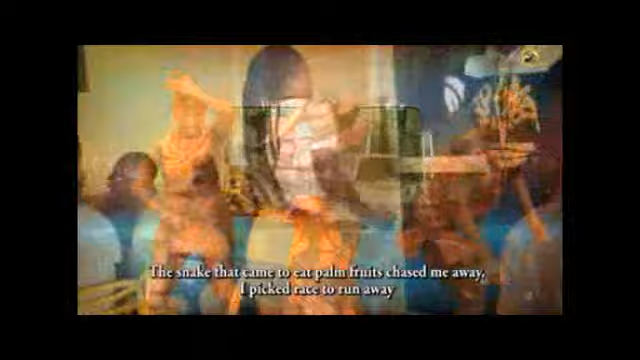 The snake that came to eat palm fruits chased me away,
I picked race to run away